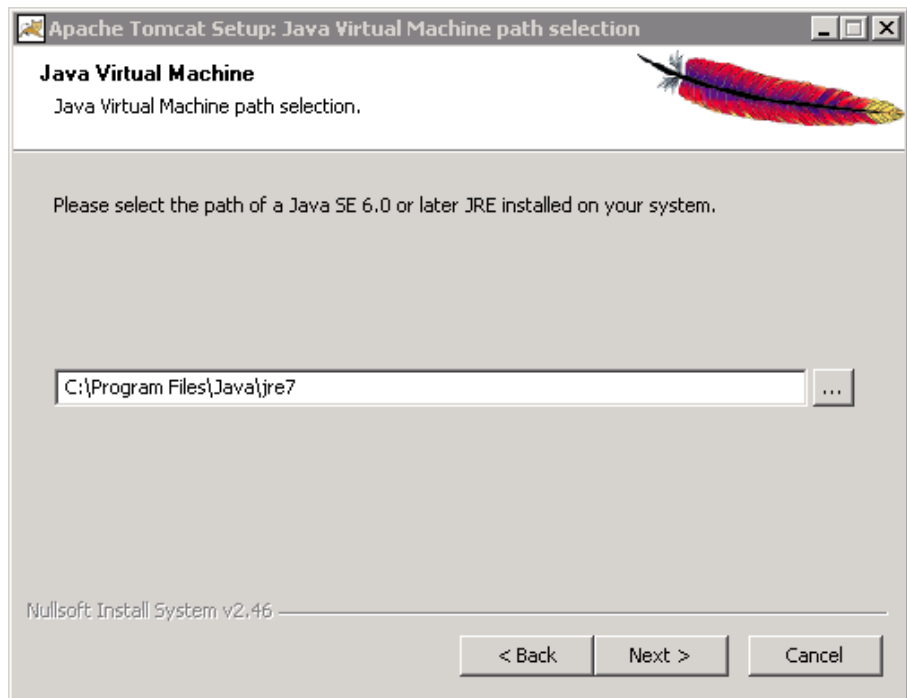 Apache Tomcat Setup: Java Virtual Machine path selection
Java Virtual Machine
Java Virtual Machine path selection.
Please select the path of a Java SE 6.0 or later JRE installed on your system.
C:\Program Files\Java\jre7
...
Nullsoft Install System v2.46
< Back
Next >
Cancel